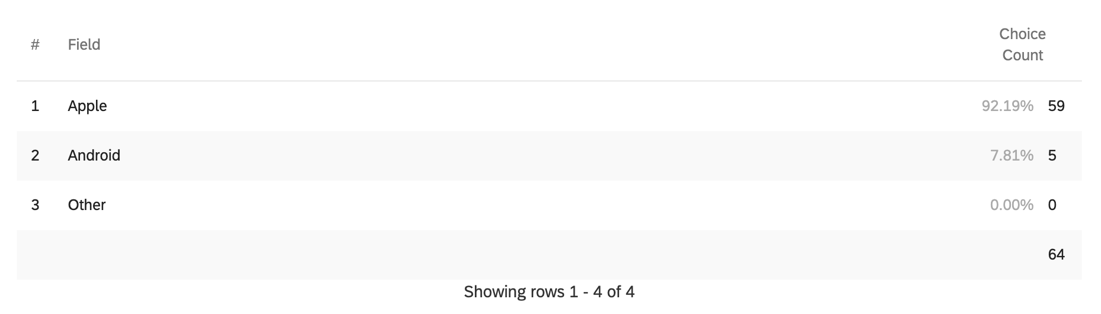 # Field Choice Count
1 Apple 92.19% 59
2 Android 7.81% 5
3 Other 0.00% 0
64
Showing rows 1 - 4 of 4